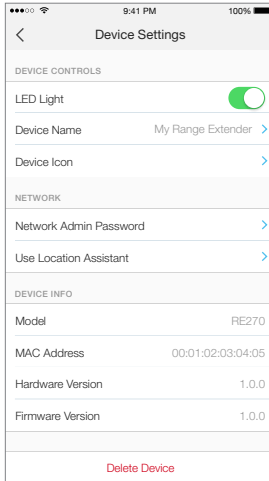 9:41 PM 100%
Device Settings
DEVICE CONTROLS
LED Light
Device Name My Range Extender
Device Icon
NETWORK
Network Admin Password
Use Location Assistant
DEVICE INFO
Model RE270
MAC Address 00:01:02:03:04:05
Hardware Version 1.0.0
Firmware Version 1.0.0
Delete Device